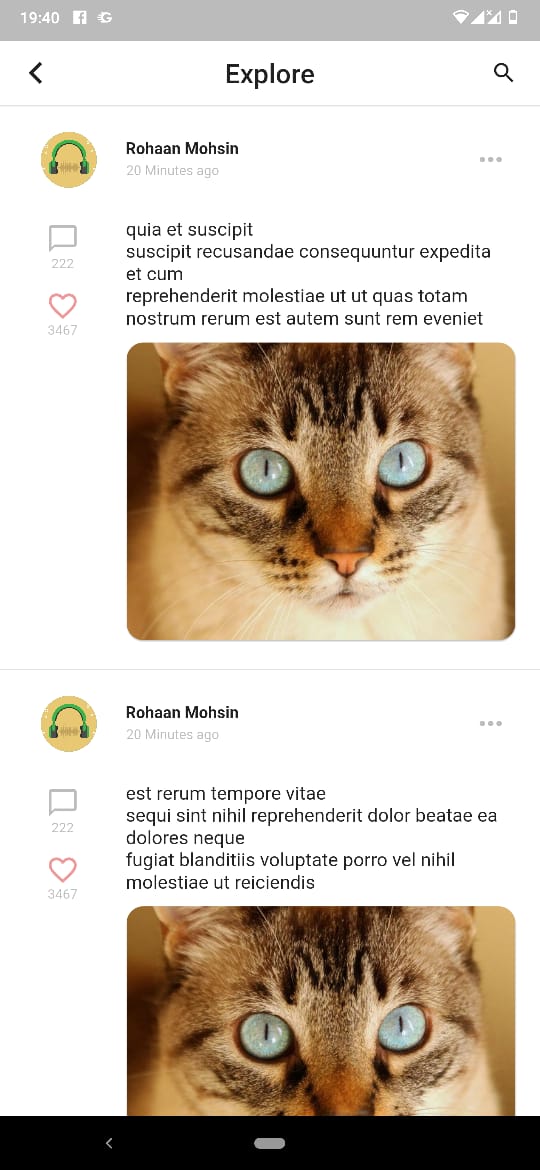 19:40
Explore
Rohaan Mohsin
20 Minutes ago
quia et suscipit
suscipit recusandae consequuntur expedita
et cum
reprehenderit molestiae ut ut quas totam
nostrum rerum est autem sunt rem eveniet
222
3467
Rohaan Mohsin
20 Minutes ago
est rerum tempore vitae
sequi sint nihil reprehenderit dolor beatae ea
dolores neque
fugiat blanditiis voluptate porro vel nihil
molestiae ut reiciendis
222
3467